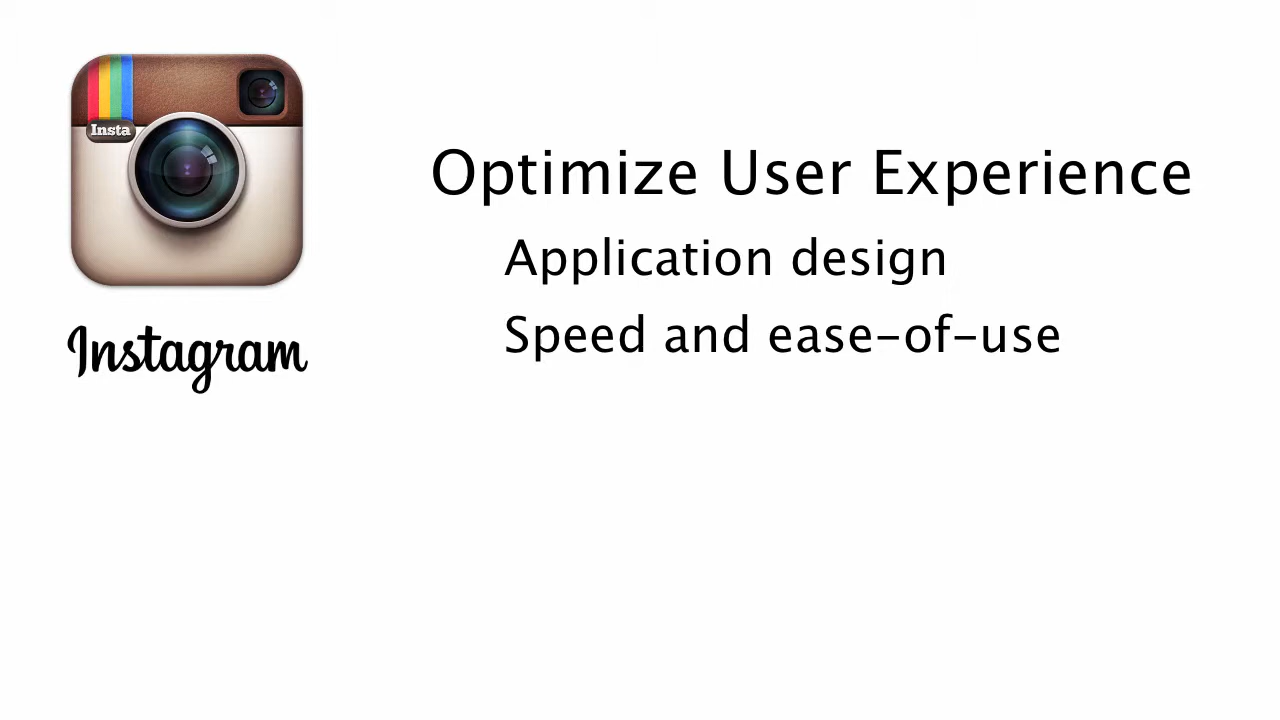 Insta
Instagram
Optimize User Experience
Application design
Speed and ease-of-use